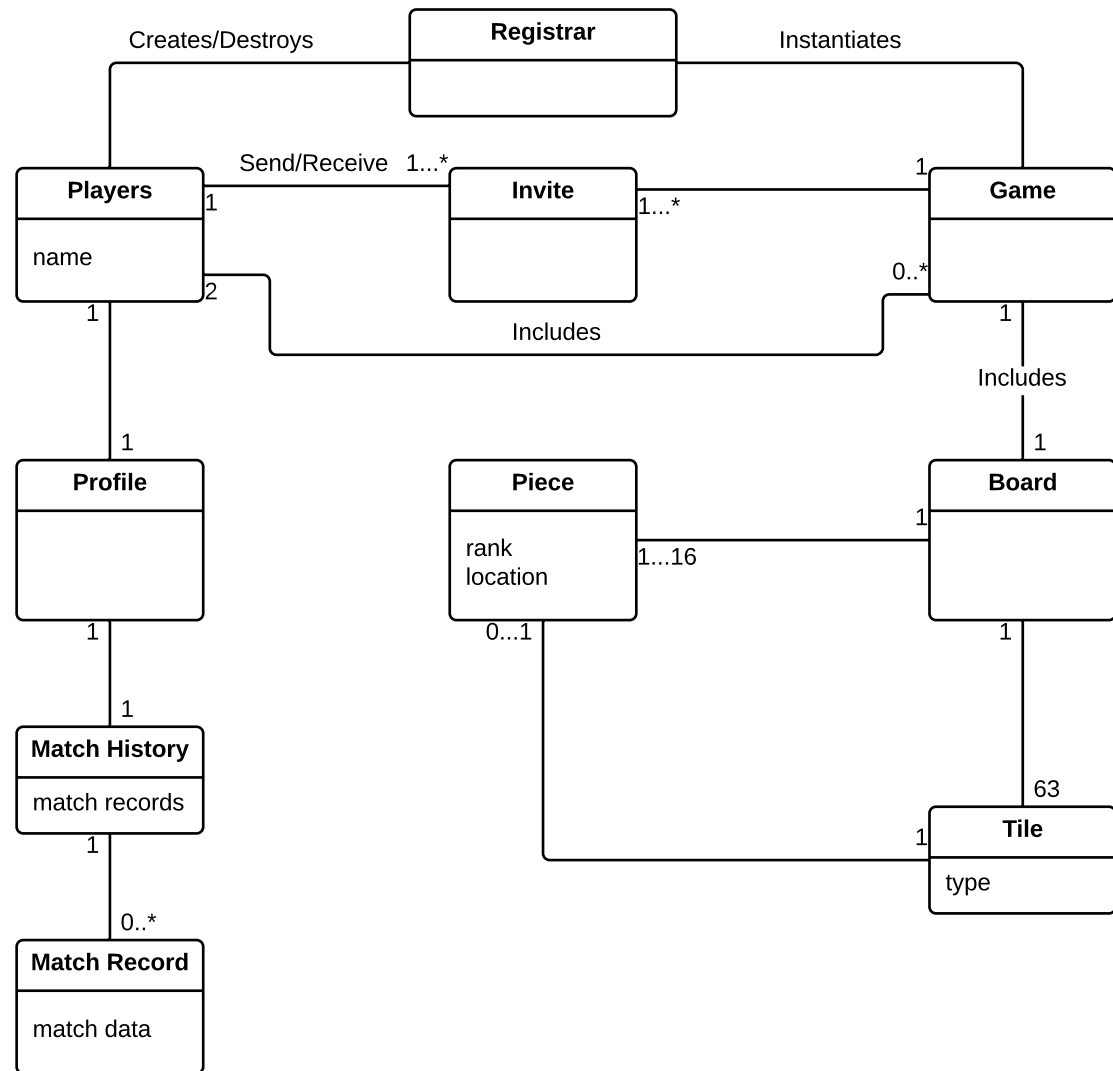 Registrar
Creates/Destroys
Instantiates
Send/Receive
1...*
1
Players
1
name
2
Invite
1...*
Game
0..*
Includes
1
1
Includes
1
1
Profile
Piece
rank
location
1...16
1
Board
1
0...1
1
1
Match History
match records
63
1
Tile
type
1
0..*
Match Record
match data